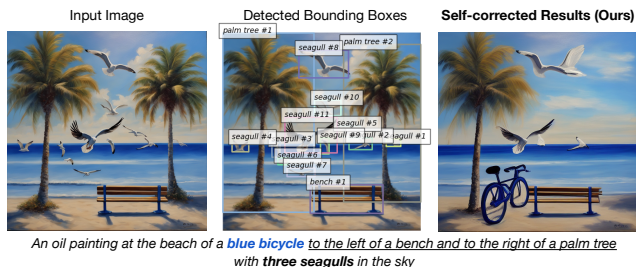 Input Image
Detected Bounding Boxes
Self-corrected Results (Ours)
palm tree #1
palm tree #2
seagull #8
seagull #10
seagull #11
seagull #5
seagull #4
eagull #3
seagull #9
ull #2
agull #1
seagull #6
seagull #7
bench #1
An oil painting at the beach of a blue bicycle to the left of a bench and to the right of a palm tree
with three seagulls in the sky